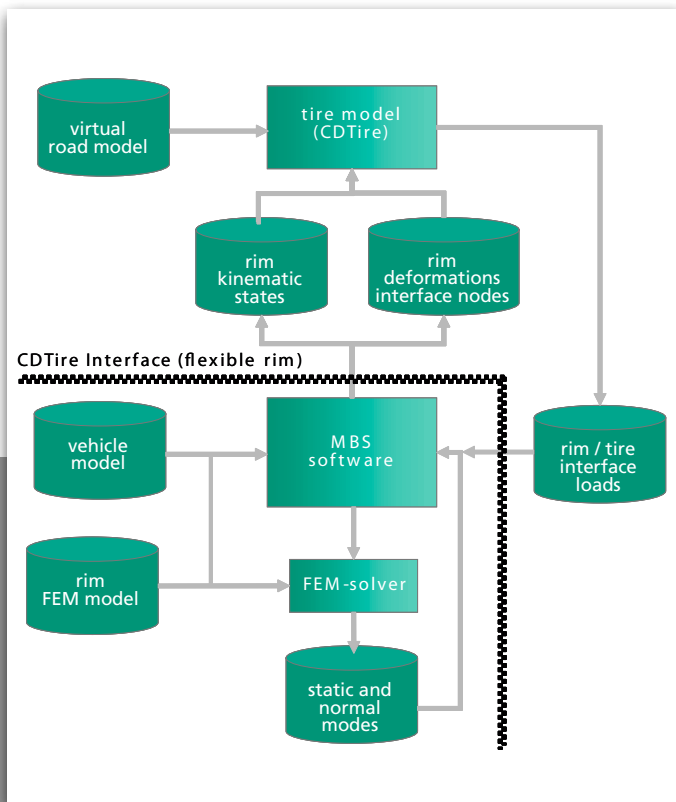 tire model
(CDTire)
virtual
road model
rim
kinematic
states
rim
deformations
interface nodes
CDTire Interface (flexible rim)
vehicle
model
MBS
software
rim / tire
interface
loads
rim
FEM model
FEM-solver
static and
normal
modes